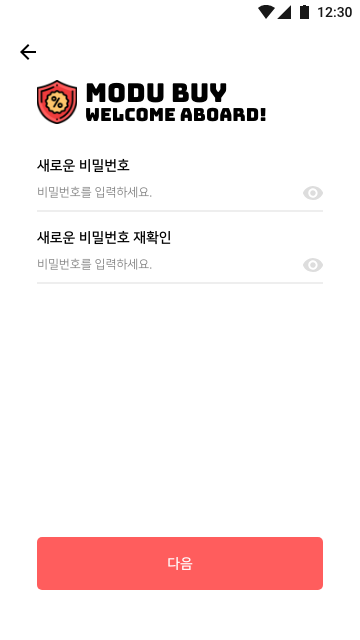 12:30
MODU BUY
WELCOME ABOARD!
새로운 비밀번호
비밀번호를 입력하세요.
새로운 비밀번호 재확인
비밀번호를 입력하세요.
다음